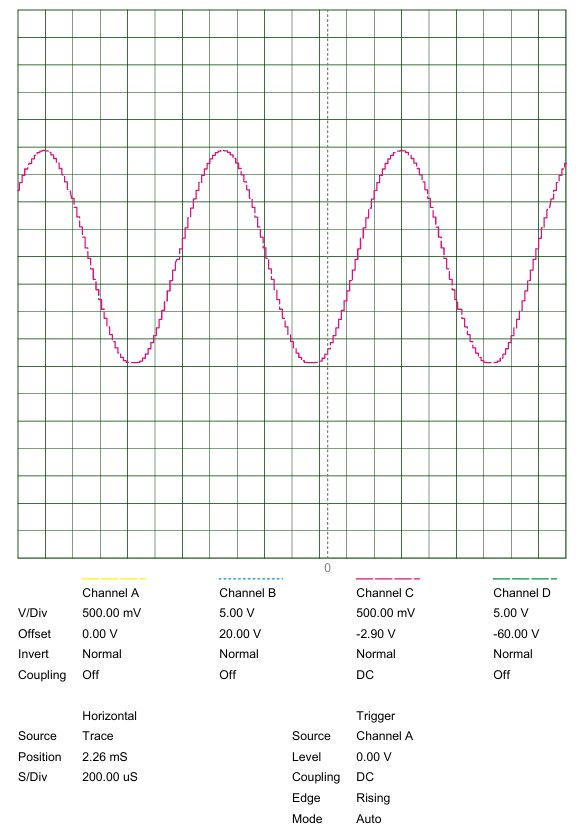 0
Channel A Channel B Channel C Channel D
V/Div 500.00 mV 5.00 V 500.00 mV 5.00 V
Offset 0.00 V 20.00 V -2.90 V -60.00 V
Invert Normal Normal Normal Normal
Coupling Off Off DC Off
Horizontal Trigger
Source Trace Source Channel A
Position 2.26 mS Level 0.00 V
S/Div 200.00 uS Coupling DC
Edge Rising
Mode Auto